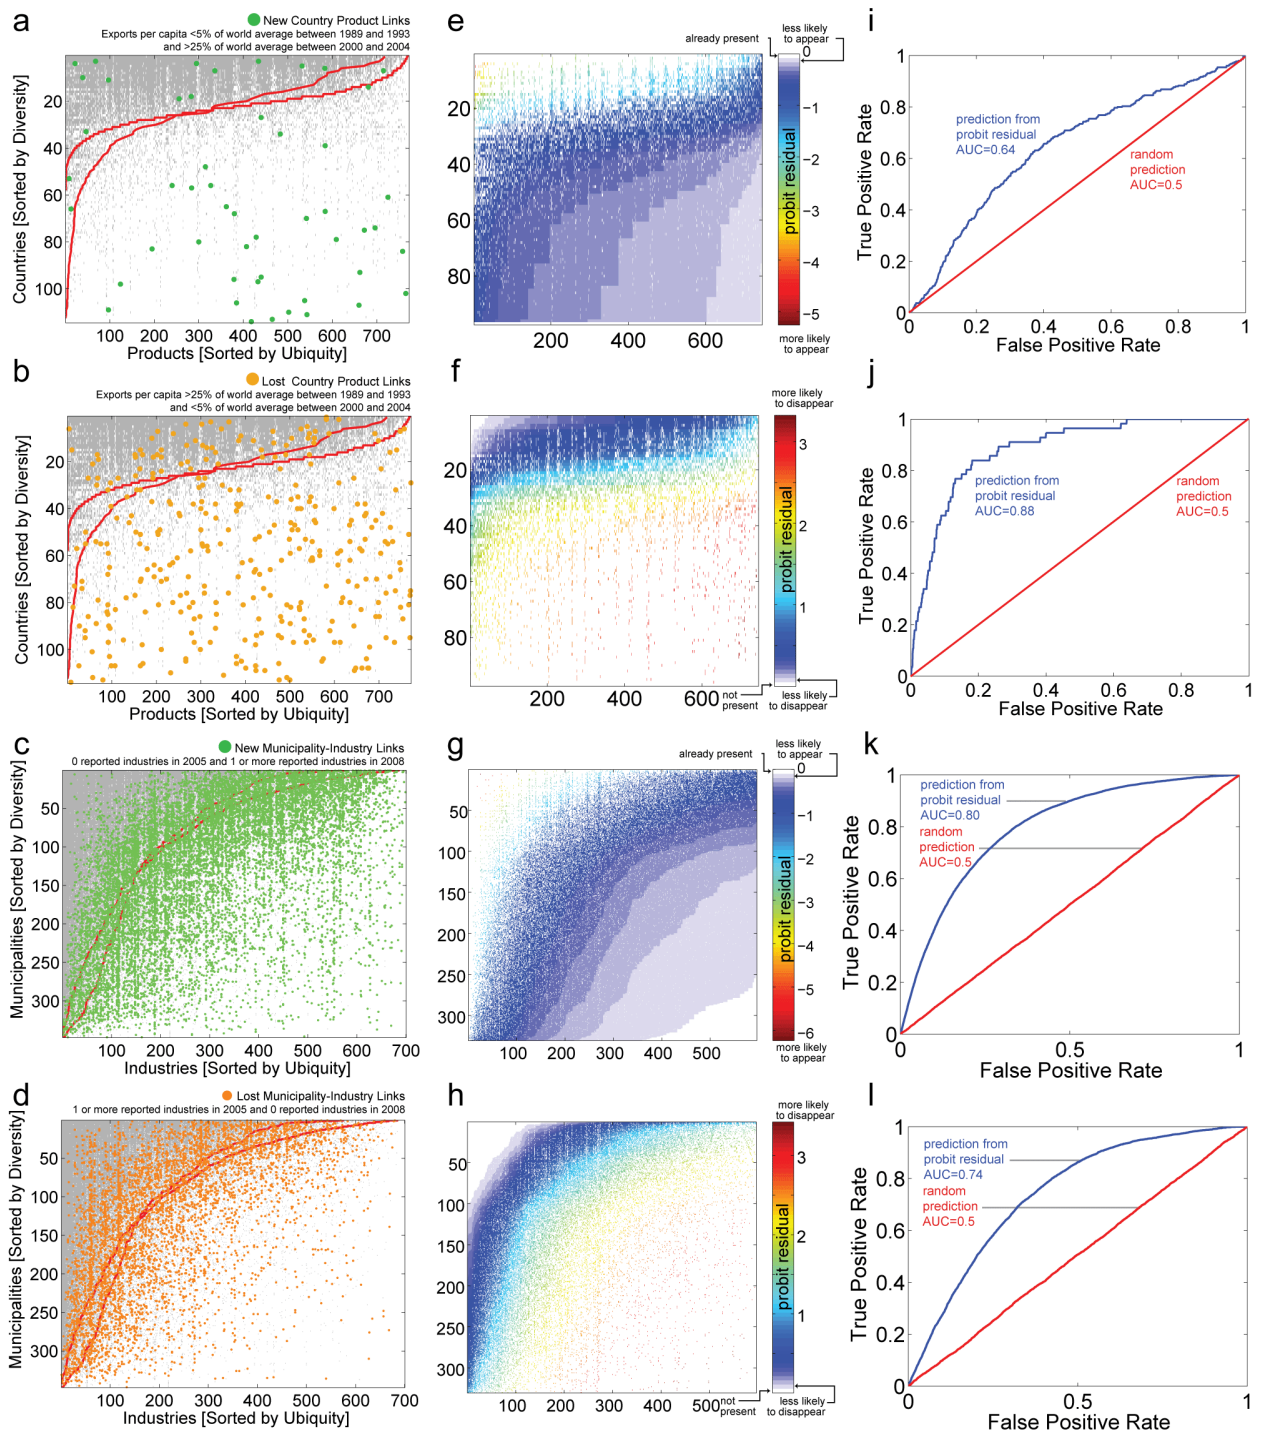 a
New Country Product Links
Exports per capita <5% of world average between 1989 and 1993
and >25% of world average between 2000 and 2004
Countries [Sorted by Diversity]
20
40
60
80
100
100 200 300 400 500 600 700
Products [Sorted by Ubiquity]
e
already present
less likely
to appear
0
−1
−2
−3
−4
−5
probit residual
more likely
to appear
20
40
60
80
200 400 600
i
True Positive Rate
1
0.8
0.6
0.4
0.2
0
prediction from
probit residual
AUC=0.64
random
prediction
AUC=0.5
0 0.2 0.4 0.6 0.8 1
False Positive Rate
b
Lost Country Product Links
Exports per capita >25% of world average between 1989 and 1993
and <5% of world average between 2000 and 2004
Countries [Sorted by Diversity]
20
40
60
80
100
100 200 300 400 500 600 700
Products [Sorted by Ubiquity]
f
more likely
to disappear
3
2
1
probit residual
20
40
60
80
200 400 600
not
present
less likely
to disappear
j
True Positive Rate
1
0.8
0.6
0.4
0.2
0
prediction from
probit residual
AUC=0.88
random
prediction
AUC=0.5
0 0.2 0.4 0.6 0.8 1
False Positive Rate
c
New Municipality-Industry Links
0 reported industries in 2005 and 1 or more reported industries in 2008
Municipalities [Sorted by Diversity]
50
100
150
200
250
300
100 200 300 400 500 600 700
Industries [Sorted by Ubiquity]
g
already present
less likely
to appear
0
−1
−2
−3
−4
−5
−6
probit residual
more likely
to appear
50
100
150
200
250
300
100 200 300 400 500
k
True Positive Rate
1
0.8
0.6
0.4
0.2
0
prediction from
probit residual
AUC=0.80
random
prediction
AUC=0.5
0 0.5 1
False Positive Rate
d
Lost Municipality-Industry Links
1 or more reported industries in 2005 and 0 reported industries in 2008
Municipalities [Sorted by Diversity]
50
100
150
200
250
300
100 200 300 400 500 600 700
Industries [Sorted by Ubiquity]
h
more likely
to disappear
3
2
1
probit residual
50
100
150
200
250
300
100 200 300 400 500
not
present
less likely
to disappear
l
True Positive Rate
1
0.8
0.6
0.4
0.2
0
prediction from
probit residual
AUC=0.74
random
prediction
AUC=0.5
0 0.5 1
False Positive Rate